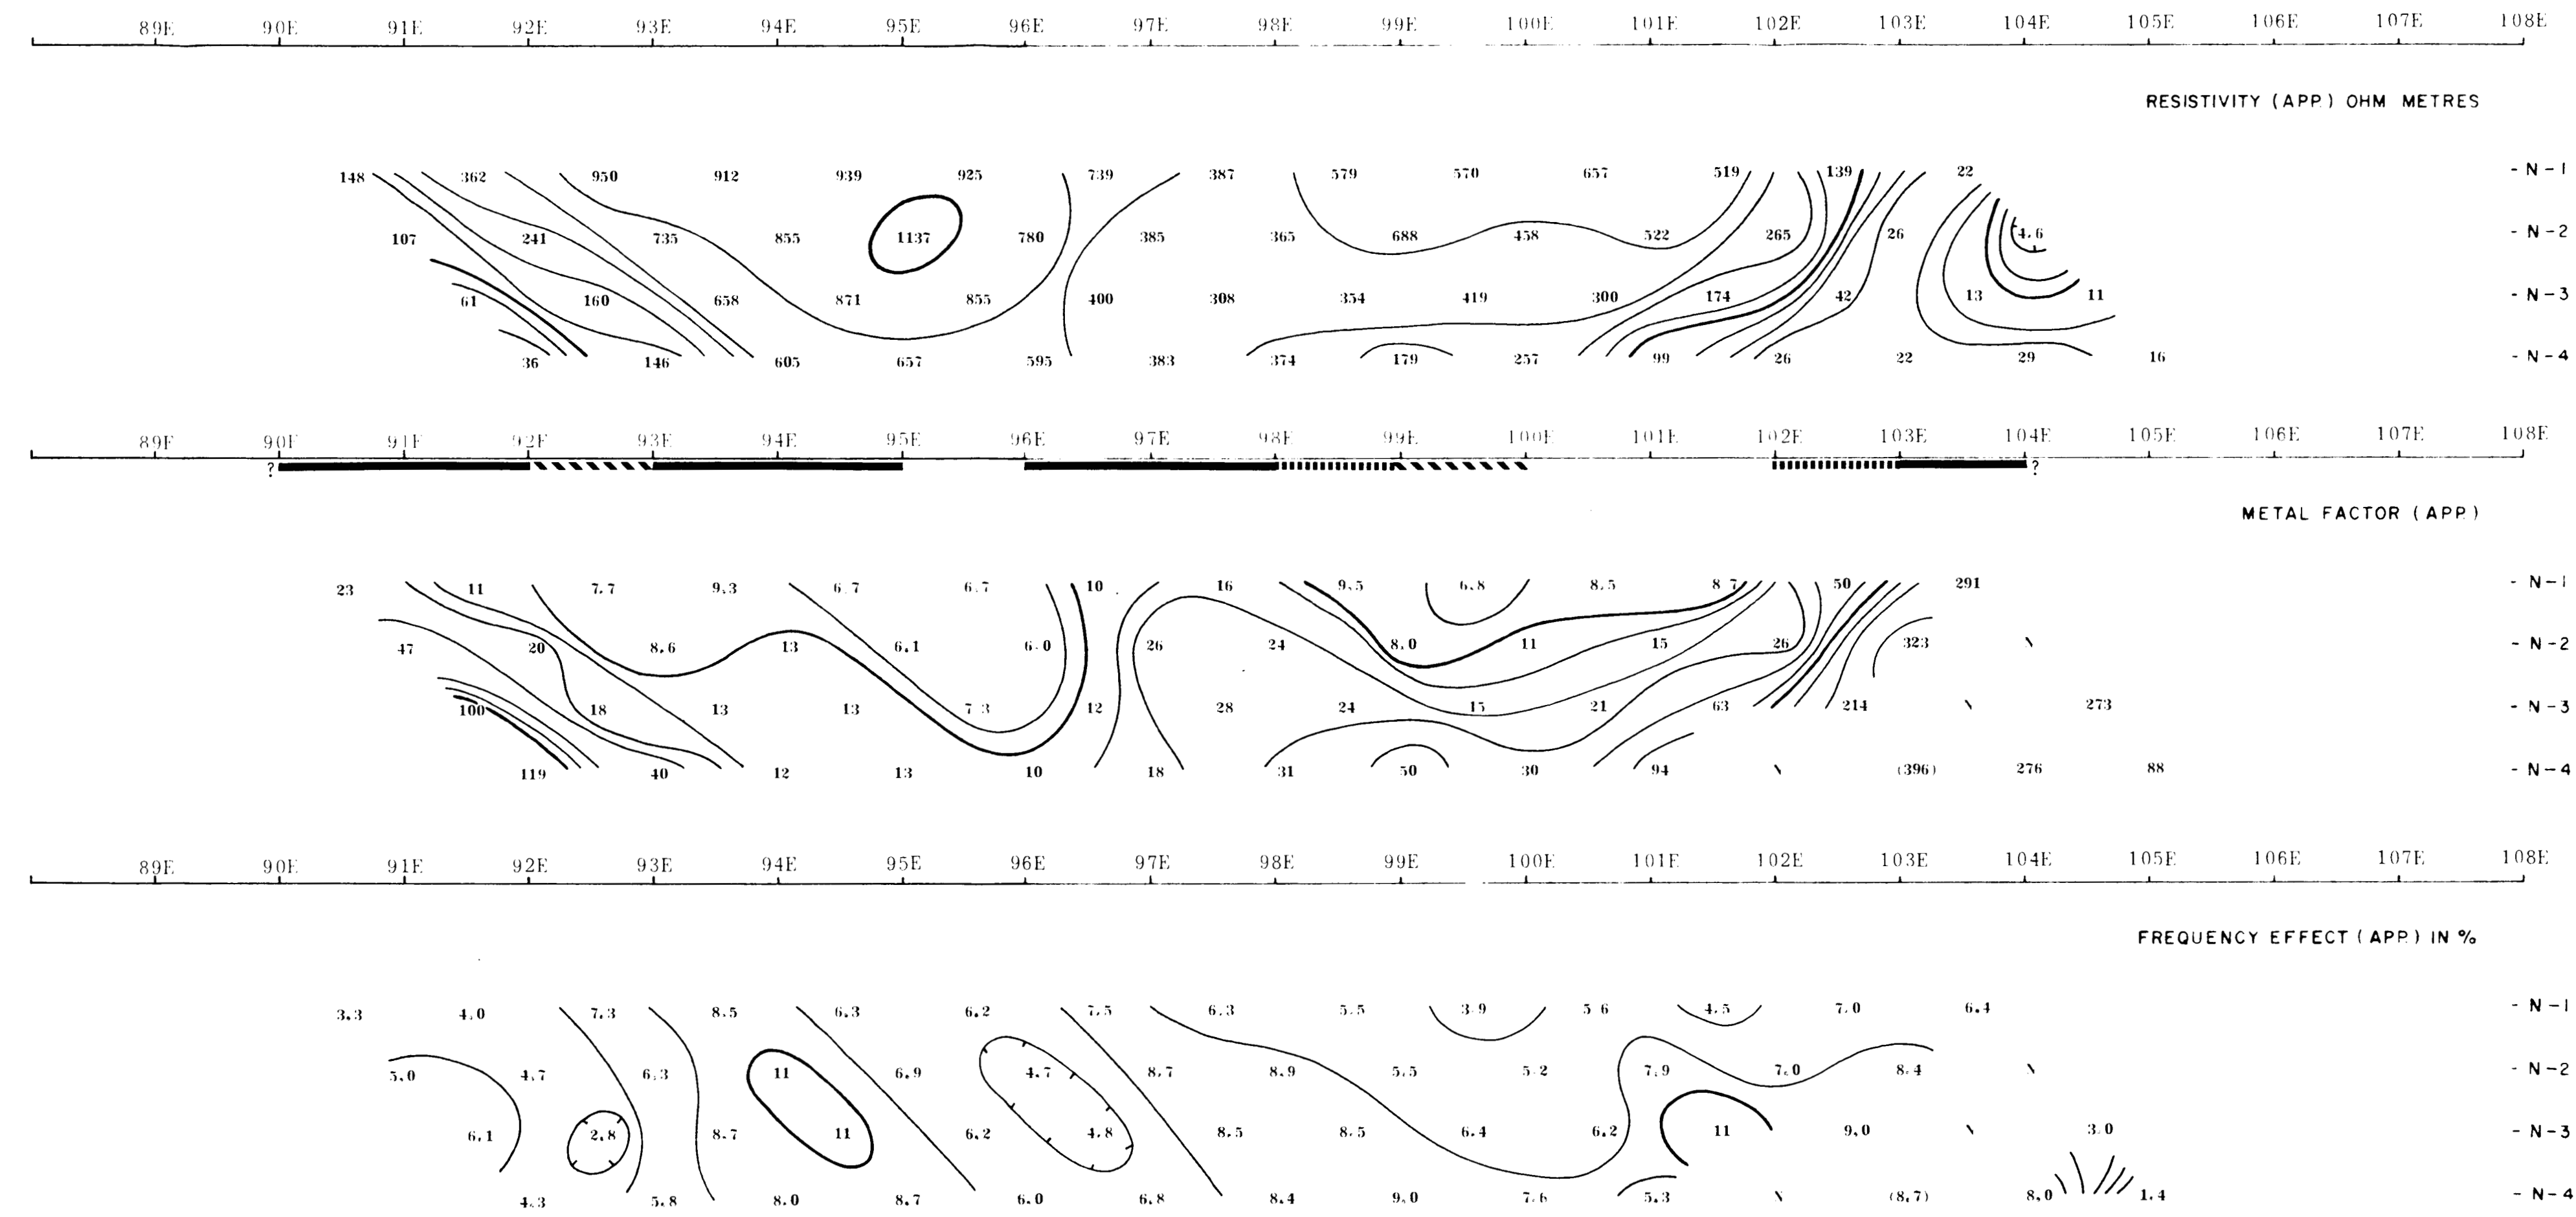 89E 90E 91E 92E 93E 94E 95E 96E 97E 98E 99E 100E 101E 102E 103E 104E 105E 106E 107E 108E
RESISTIVITY (APP.) OHM METRES
148 362 950 912 939 925 739 387 579 570 657 519 139 22 - N - 1
107 241 735 855 1137 780 385 365 688 458 522 265 26 4.6 - N - 2
61 160 658 871 855 400 308 354 419 300 174 42 13 11 - N - 3
36 146 605 657 595 383 374 179 257 99 26 22 29 16 - N - 4
89E 90E 91E 92E 93E 94E 95E 96E 97E 98E 99E 100E 101E 102E 103E 104E 105E 106E 107E 108E
? ?
METAL FACTOR (APP.)
23 11 7.7 9.3 6.7 6.7 10 16 9.5 6.8 8.5 8.7 50 291 - N - 1
47 20 8.6 13 6.1 6.0 26 24 8.0 11 15 26 323 \ - N - 2
100 18 13 13 7.3 12 28 24 15 21 63 214 \ 273 - N - 3
119 40 12 13 10 18 31 50 30 94 \ (396) 276 88 - N - 4
89E 90E 91E 92E 93E 94E 95E 96E 97E 98E 99E 100E 101E 102E 103E 104E 105E 106E 107E 108E
FREQUENCY EFFECT (APP.) IN %
3.3 4.0 7.3 8.5 6.3 6.2 7.5 6.3 5.5 3.9 5.6 4.5 7.0 6.4 - N - 1
5.0 4.7 6.3 11 6.9 4.7 8.7 8.9 5.5 5.2 7.9 7.0 8.4 \ - N - 2
6.1 2.8 8.7 11 6.2 4.8 8.5 8.5 6.4 6.2 11 9.0 \ 3.0 - N - 3
4.3 5.8 8.0 8.7 6.0 6.8 8.4 9.0 7.6 5.3 \ (8.7) 8.0 1.4 - N - 4